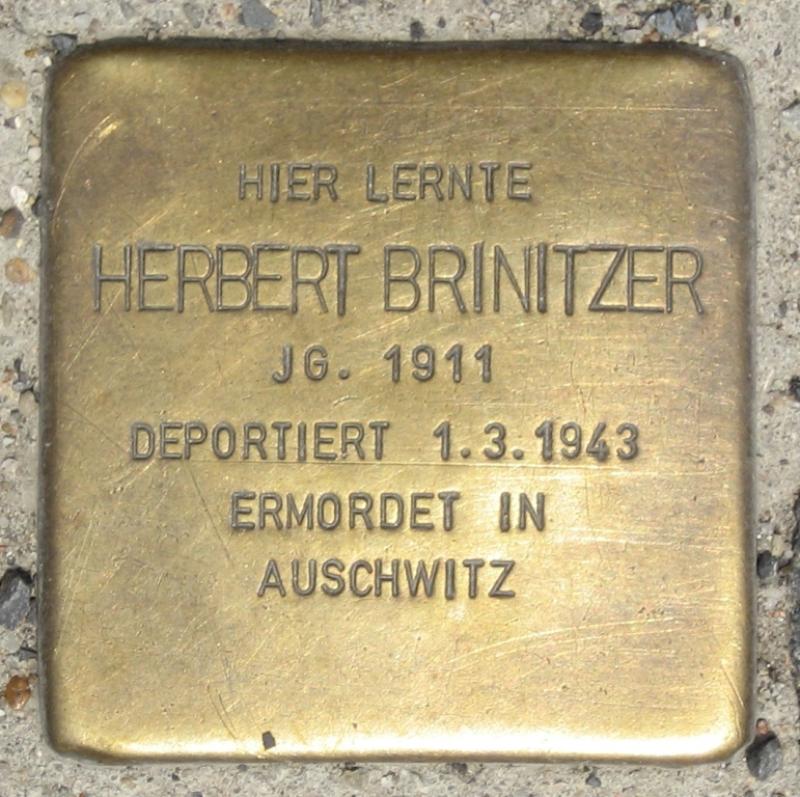 HIER LERNTE
HERBERT BRINITZER
JG. 1911
DEPORTIERT 1.3.1943
ERMORDET IN
AUSCHWITZ